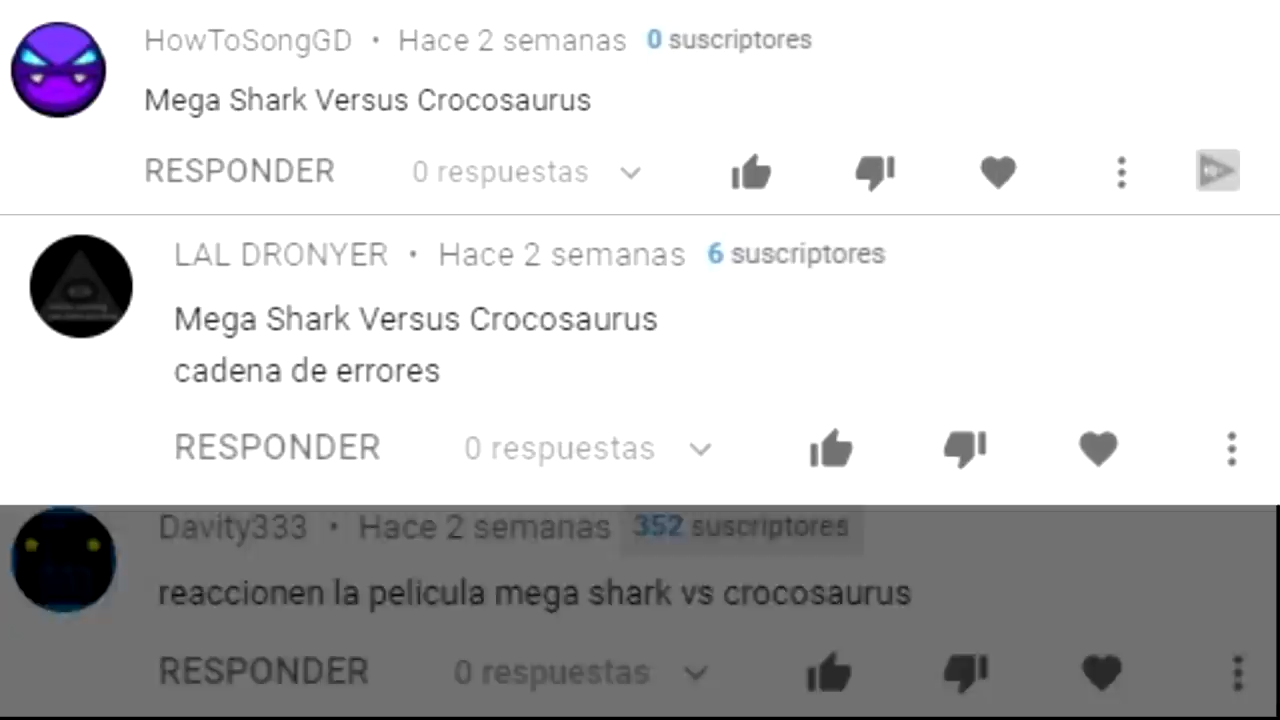 HowToSongGD • Hace 2 semanas 0 suscriptores
Mega Shark Versus Crocosaurus
RESPONDER 0 respuestas
LAL DRONYER • Hace 2 semanas 6 suscriptores
Mega Shark Versus Crocosaurus
cadena de errores
RESPONDER 0 respuestas
Davity333 • Hace 2 semanas 352 suscriptores
reaccionen la pelicula mega shark vs crocosaurus
RESPONDER 0 respuestas